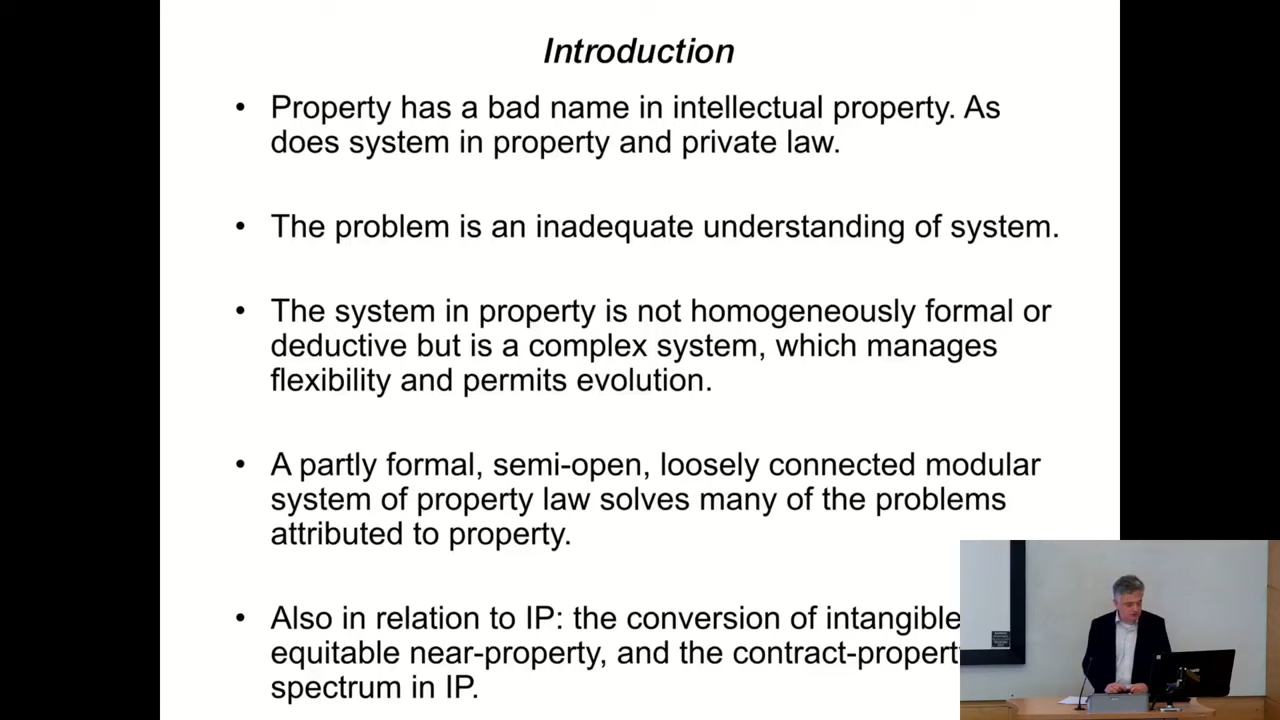 Introduction
• Property has a bad name in intellectual property. As
does system in property and private law.
• The problem is an inadequate understanding of system.
• The system in property is not homogeneously formal or
deductive but is a complex system, which manages
flexibility and permits evolution.
• A partly formal, semi-open, loosely connected modular
system of property law solves many of the problems
attributed to property.
• Also in relation to IP: the conversion of intangible
equitable near-property, and the contract-propert
spectrum in IP.